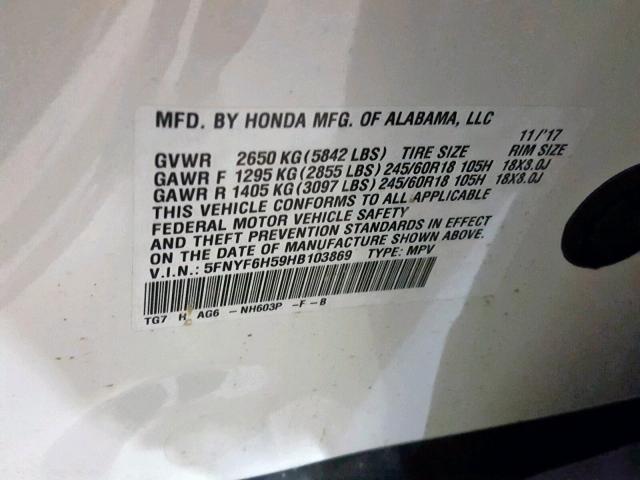 MFD. BY HONDA MFG. OF ALABAMA, LLC
11/'17
GVWR 2650 KG (5842 LBS) TIRE SIZE RIM SIZE
GAWR F 1295 KG (2855 LBS) 245/60R18 105H 18X8.0J
GAWR R 1405 KG (3097 LBS) 245/60R18 105H 18X8.0J
THIS VEHICLE CONFORMS TO ALL APPLICABLE
FEDERAL MOTOR VEHICLE SAFETY
AND THEFT PREVENTION STANDARDS IN EFFECT
ON THE DATE OF MANUFACTURE SHOWN ABOVE.
V.I.N.: 5FNYF6H59HB103869 TYPE: MPV
TG7 H AG6 -NH603P -F-B